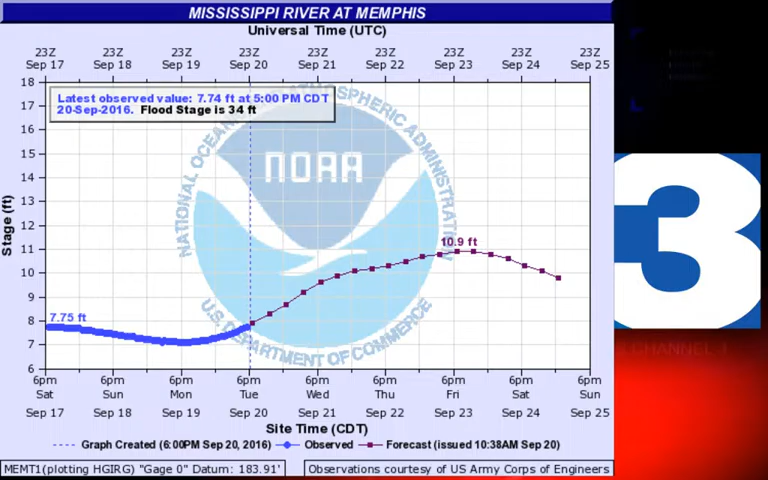 MISSISSIPPI RIVER AT MEMPHIS
Universal Time (UTC)
23Z 23Z 23Z 23Z 23Z 23Z 23Z 23Z 23Z
Sep 17 Sep 18 Sep 19 Sep 20 Sep 21 Sep 22 Sep 23 Sep 24 Sep 25
18
17
16
15
14
13
12
11
10
9
8
7
6
Stage (ft)
Latest observed value: 7.74 ft at 5:00 PM CDT
20-Sep-2016. Flood Stage is 34 ft
NATIONAL OCEANIC AND ATMOSPHERIC ADMINISTRATION
NOAA
U.S. DEPARTMENT OF COMMERCE
10.9 ft
7.75 ft
6pm 6pm 6pm 6pm 6pm 6pm 6pm 6pm 6pm
Sat Sun Mon Tue Wed Thu Fri Sat Sun
Sep 17 Sep 18 Sep 19 Sep 20 Sep 21 Sep 22 Sep 23 Sep 24 Sep 25
Site Time (CDT)
Graph Created (6:00PM Sep 20, 2016) Observed Forecast (issued 10:38AM Sep 20)
MEMT1(plotting HGIRG) "Gage 0" Datum: 183.91'
Observations courtesy of US Army Corps of Engineers
3